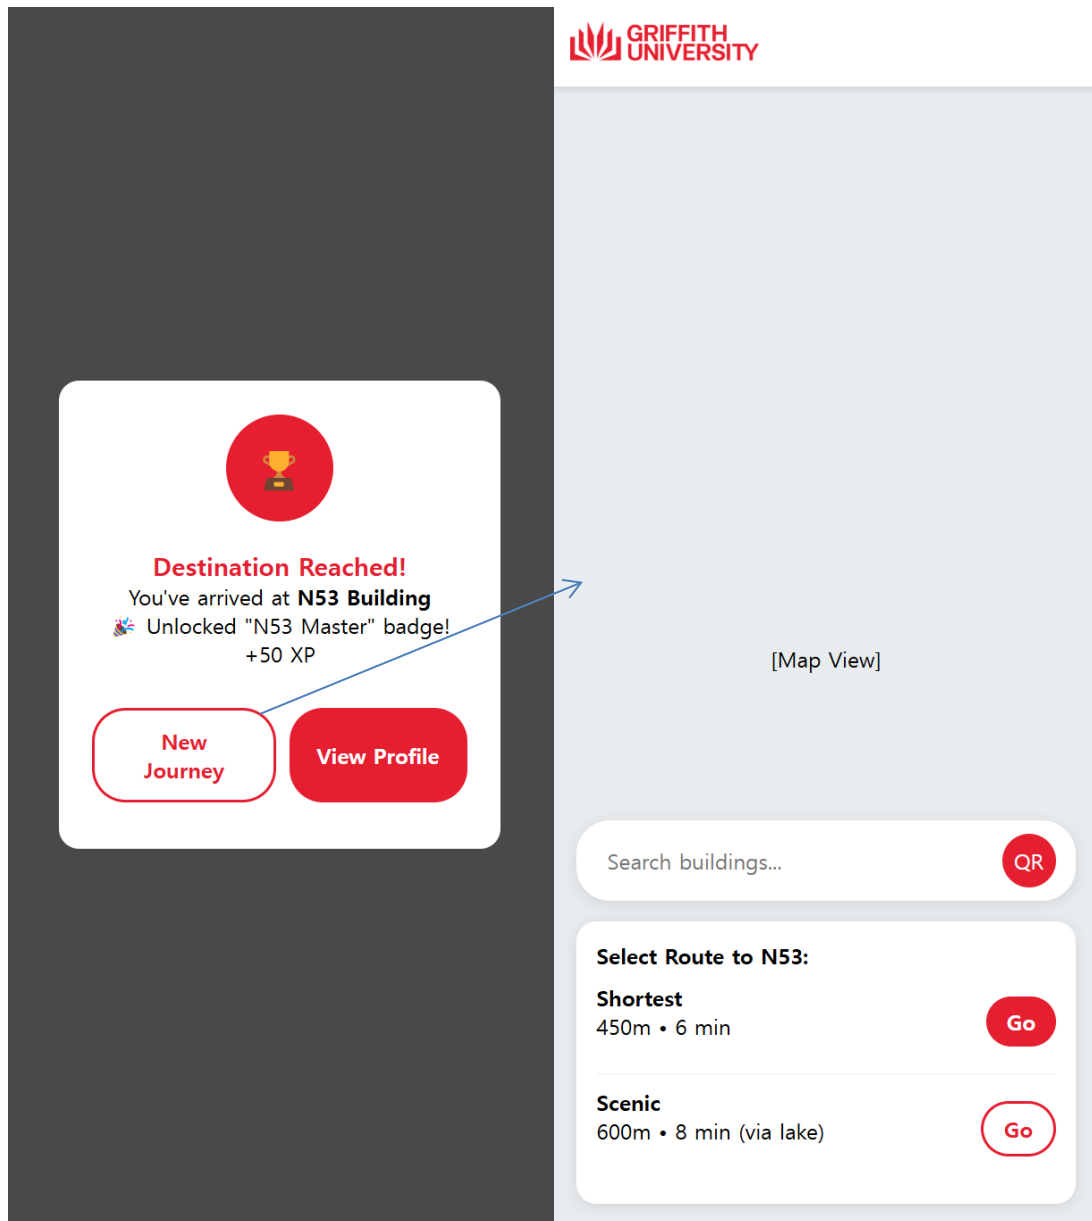 Destination Reached!
You've arrived at N53 Building
🎉 Unlocked "N53 Master" badge!
+50 XP
New
Journey
View Profile
GRIFFITH
UNIVERSITY
[Map View]
Search buildings...
QR
Select Route to N53:
Shortest
450m • 6 min
Go
Scenic
600m • 8 min (via lake)
Go